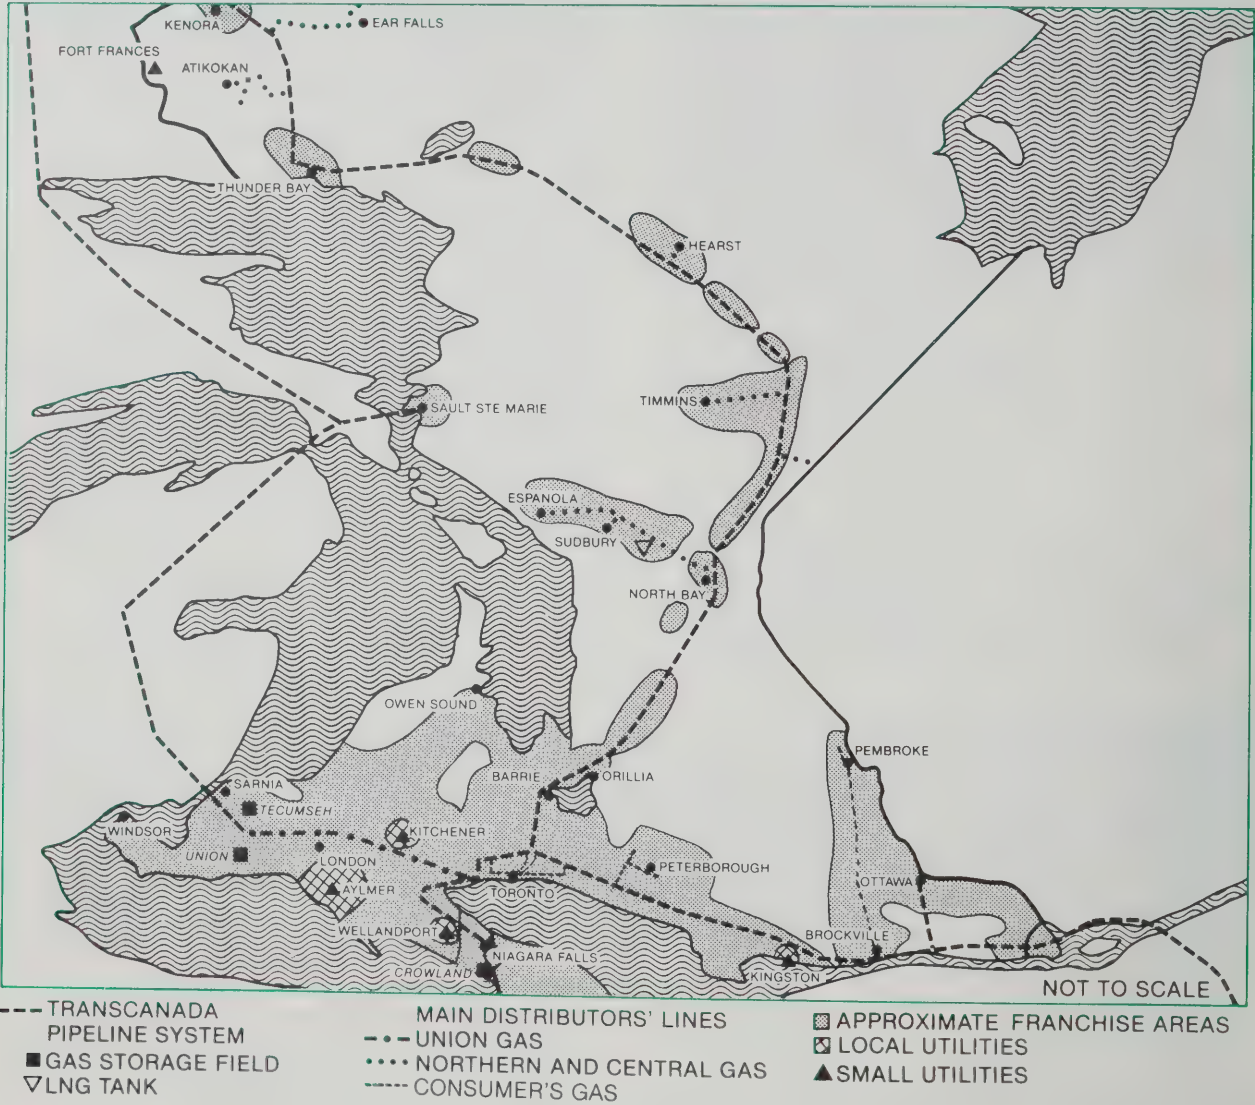 KENORA
EAR FALLS
FORT FRANCES
ATIKOKAN
THUNDER BAY
HEARST
SAULT STE MARIE
TIMMINS
ESPANOLA
SUDBURY
NORTH BAY
OWEN SOUND
PEMBROKE
BARRIE
ORILLIA
SARNIA
TECUMSEH
WINDSOR
KITCHENER
UNION
LONDON
PETERBOROUGH
AYLMER
TORONTO
OTTAWA
WELLANDPORT
BROCKVILLE
NIAGARA FALLS
CROWLAND
KINGSTON
NOT TO SCALE
TRANSCANADA
PIPELINE SYSTEM
GAS STORAGE FIELD
LNG TANK
MAIN DISTRIBUTORS' LINES
UNION GAS
NORTHERN AND CENTRAL GAS
CONSUMER'S GAS
APPROXIMATE FRANCHISE AREAS
LOCAL UTILITIES
SMALL UTILITIES